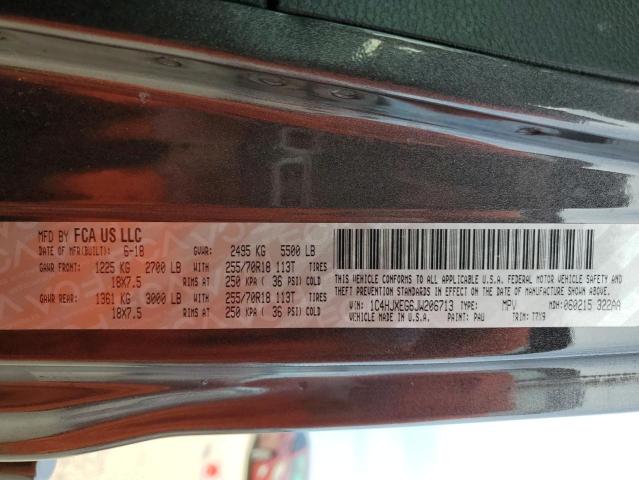 MFD BY FCA US LLC
DATE OF MFR(BUILT): 6-18 GVWR: 2495 KG 5500 LB
GAWR FRONT: 1225 KG 2700 LB WITH 255/70R18 113T TIRES
18X7.5 RIMS AT 250 KPA ( 36 PSI) COLD
GAWR REAR: 1361 KG 3000 LB WITH 255/70R18 113T TIRES
18X7.5 RIMS AT 250 KPA ( 36 PSI) COLD
THIS VEHICLE CONFORMS TO ALL APPLICABLE U.S.A. FEDERAL MOTOR VEHICLE SAFETY AND
THEFT PREVENTION STANDARDS IN EFFECT ON THE DATE OF MANUFACTURE SHOWN ABOVE.
VIN: 1C4HJXEG6JW206713 TYPE: MPV MDH: 060215 322AA
VEHICLE MADE IN U.S.A. PAINT: PAU TRIM: T7X9